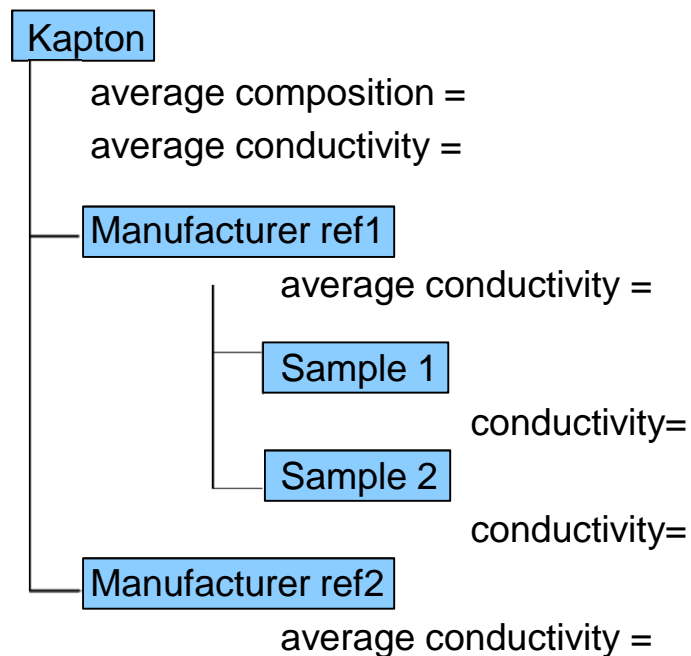 Kapton
average composition =
average conductivity =
Manufacturer ref1
average conductivity =
Sample 1
conductivity=
Sample 2
conductivity=
Manufacturer ref2
average conductivity =